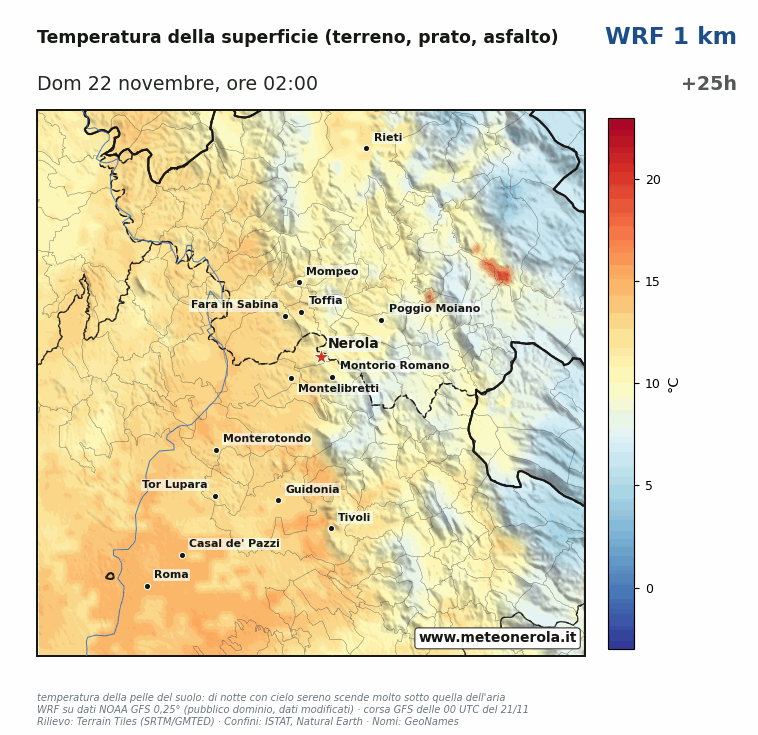 Temperatura della superficie (terreno, prato, asfalto)
WRF 1 km
Dom 22 novembre, ore 02:00
+25h
Rieti
Mompeo
Toffia
Fara in Sabina
Poggio Moiano
Nerola
Montorio Romano
Montelibretti
Monterotondo
Tor Lupara
Guidonia
Tivoli
Casal de' Pazzi
Roma
www.meteonerola.it
20
15
10
5
0
°C
temperatura della pelle del suolo: di notte con cielo sereno scende molto sotto quella dell'aria
WRF su dati NOAA GFS 0,25° (pubblico dominio, dati modificati) · corsa GFS delle 00 UTC del 21/11
Rilievo: Terrain Tiles (SRTM/GMTED) · Confini: ISTAT, Natural Earth · Nomi: GeoNames